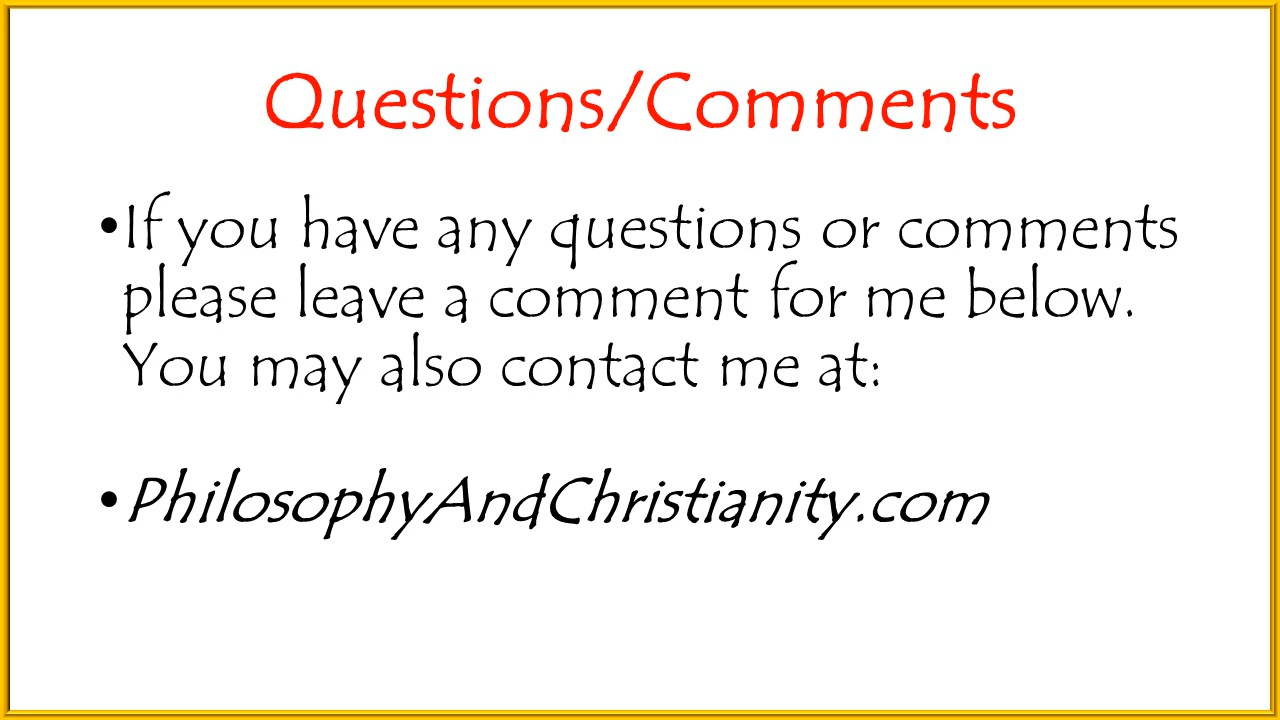 Questions/Comments
•If you have any questions or comments
please leave a comment for me below.
You may also contact me at:
•PhilosophyAndChristianity.com